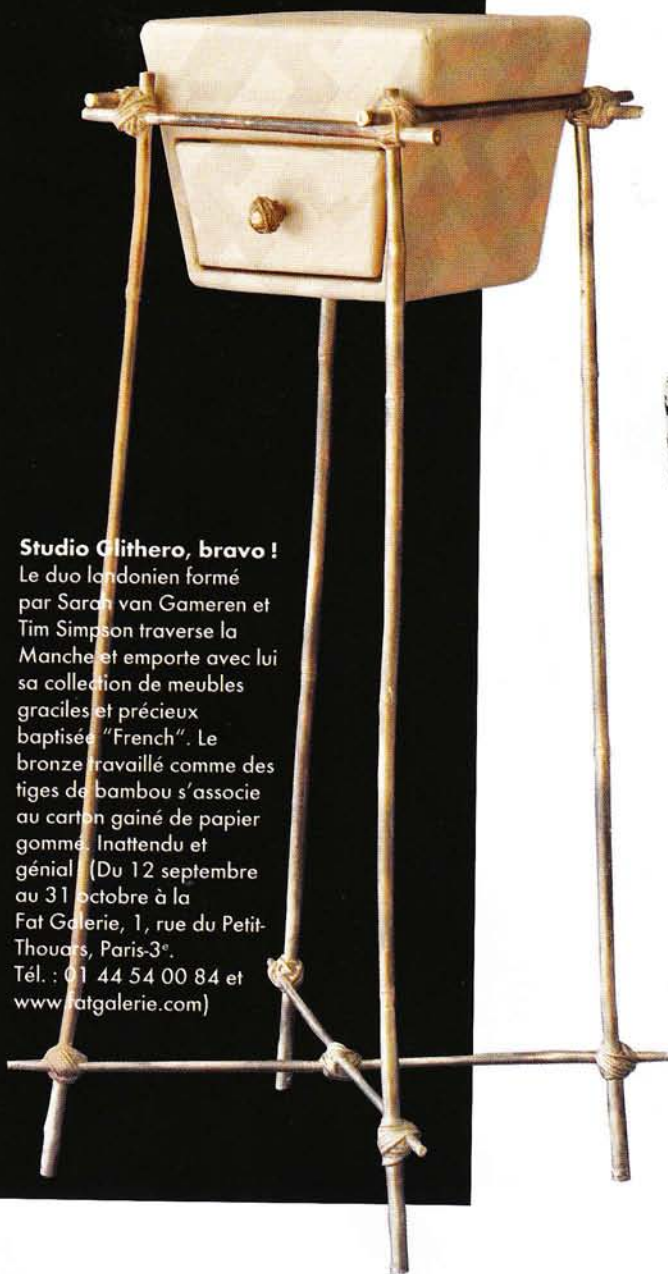 Studio Glithero, bravo !
Le duo londonien formé
par Sarah van Gameren et
Tim Simpson traverse la
Manche et emporte avec lui
sa collection de meubles
graciles et précieux
baptisée "French". Le
bronze travaillé comme des
tiges de bambou s'associe
au carton gainé de papier
gommé. Inattendu et
génial ! (Du 12 septembre
au 31 octobre à la
Fat Galerie, 1, rue du Petit-
Thouars, Paris-3e.
Tél. : 01 44 54 00 84 et
www.fatgalerie.com)